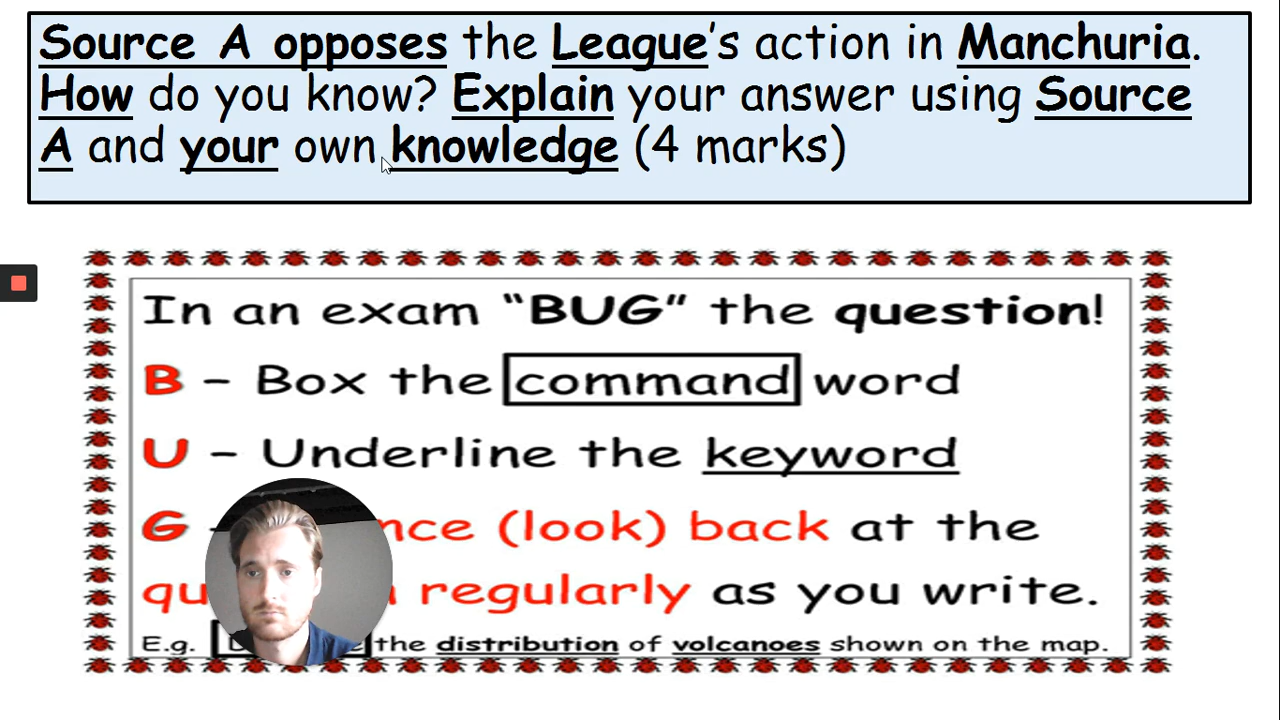 Source A opposes the League's action in Manchuria.
How do you know? Explain your answer using Source
A and your own knowledge (4 marks)
In an exam "BUG" the question!
B – Box the command word
U – Underline the keyword
G (look) back at the
regularly as you write.
E.g. the distribution of volcanoes shown on the map.